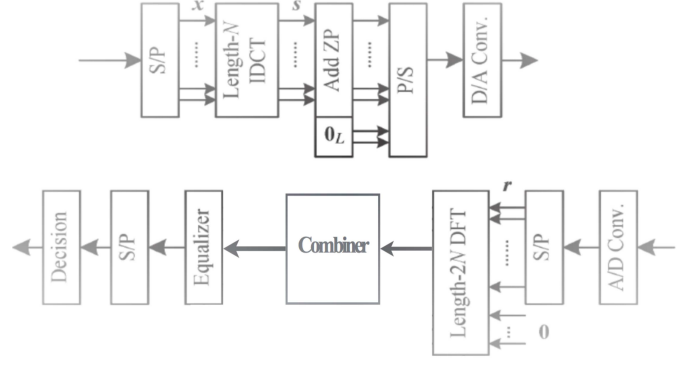 x
s
S/P
Length-N
IDCT
Add ZP
0L
P/S
D/A Conv.
......
......
......
Decision
S/P
Equalizer
Combiner
Length-2N DFT
r
......
S/P
A/D Conv.
...
0